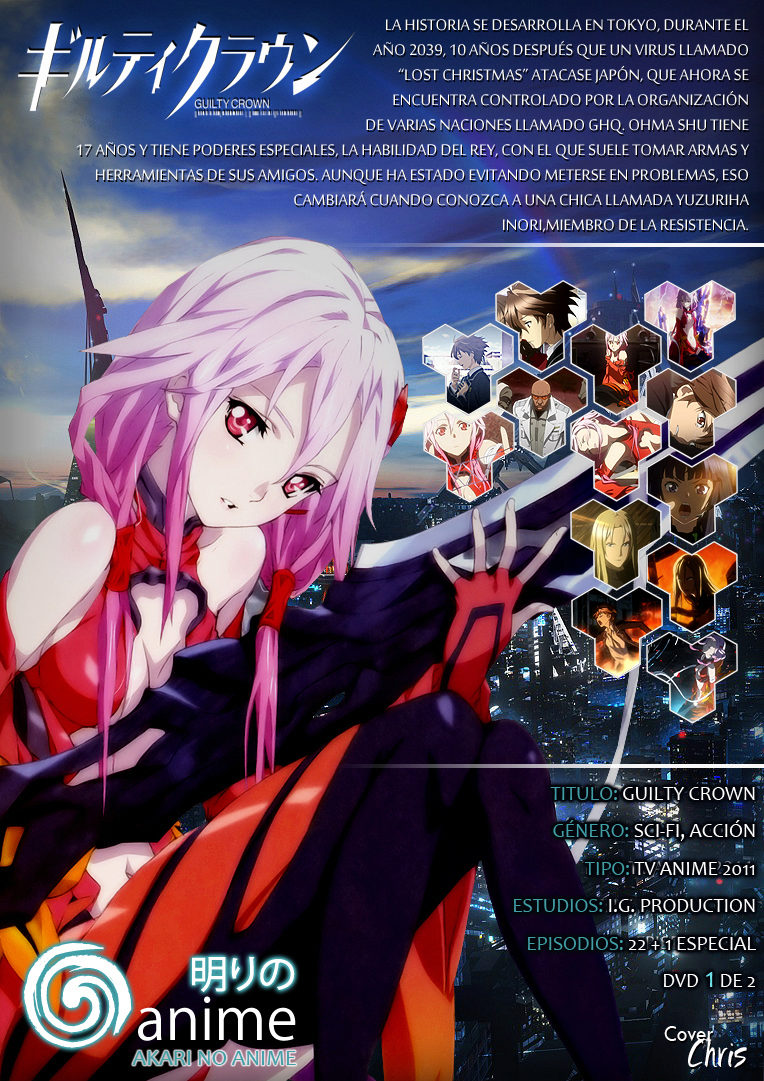 ギルティクラウン
GUILTY CROWN
LA HISTORIA SE DESARROLLA EN TOKYO, DURANTE EL
AÑO 2039, 10 AÑOS DESPUÉS QUE UN VIRUS LLAMADO
“LOST CHRISTMAS” ATACASE JAPÓN, QUE AHORA SE
ENCUENTRA CONTROLADO POR LA ORGANIZACIÓN
DE VARIAS NACIONES LLAMADO GHQ. OHMA SHU TIENE
17 AÑOS Y TIENE PODERES ESPECIALES, LA HABILIDAD DEL REY, CON EL QUE SUELE TOMAR ARMAS Y
HERRAMIENTAS DE SUS AMIGOS. AUNQUE HA ESTADO EVITANDO METERSE EN PROBLEMAS, ESO
CAMBIARÁ CUANDO CONOZCA A UNA CHICA LLAMADA YUZURIHA
INORI,MIEMBRO DE LA RESISTENCIA.
TITULO: GUILTY CROWN
GÉNERO: SCI-FI, ACCIÓN
TIPO: TV ANIME 2011
ESTUDIOS: I.G. PRODUCTION
EPISODIOS: 22 + 1 ESPECIAL
DVD 1 DE 2
明りの
anime
AKARI NO ANIME
Cover
Chris